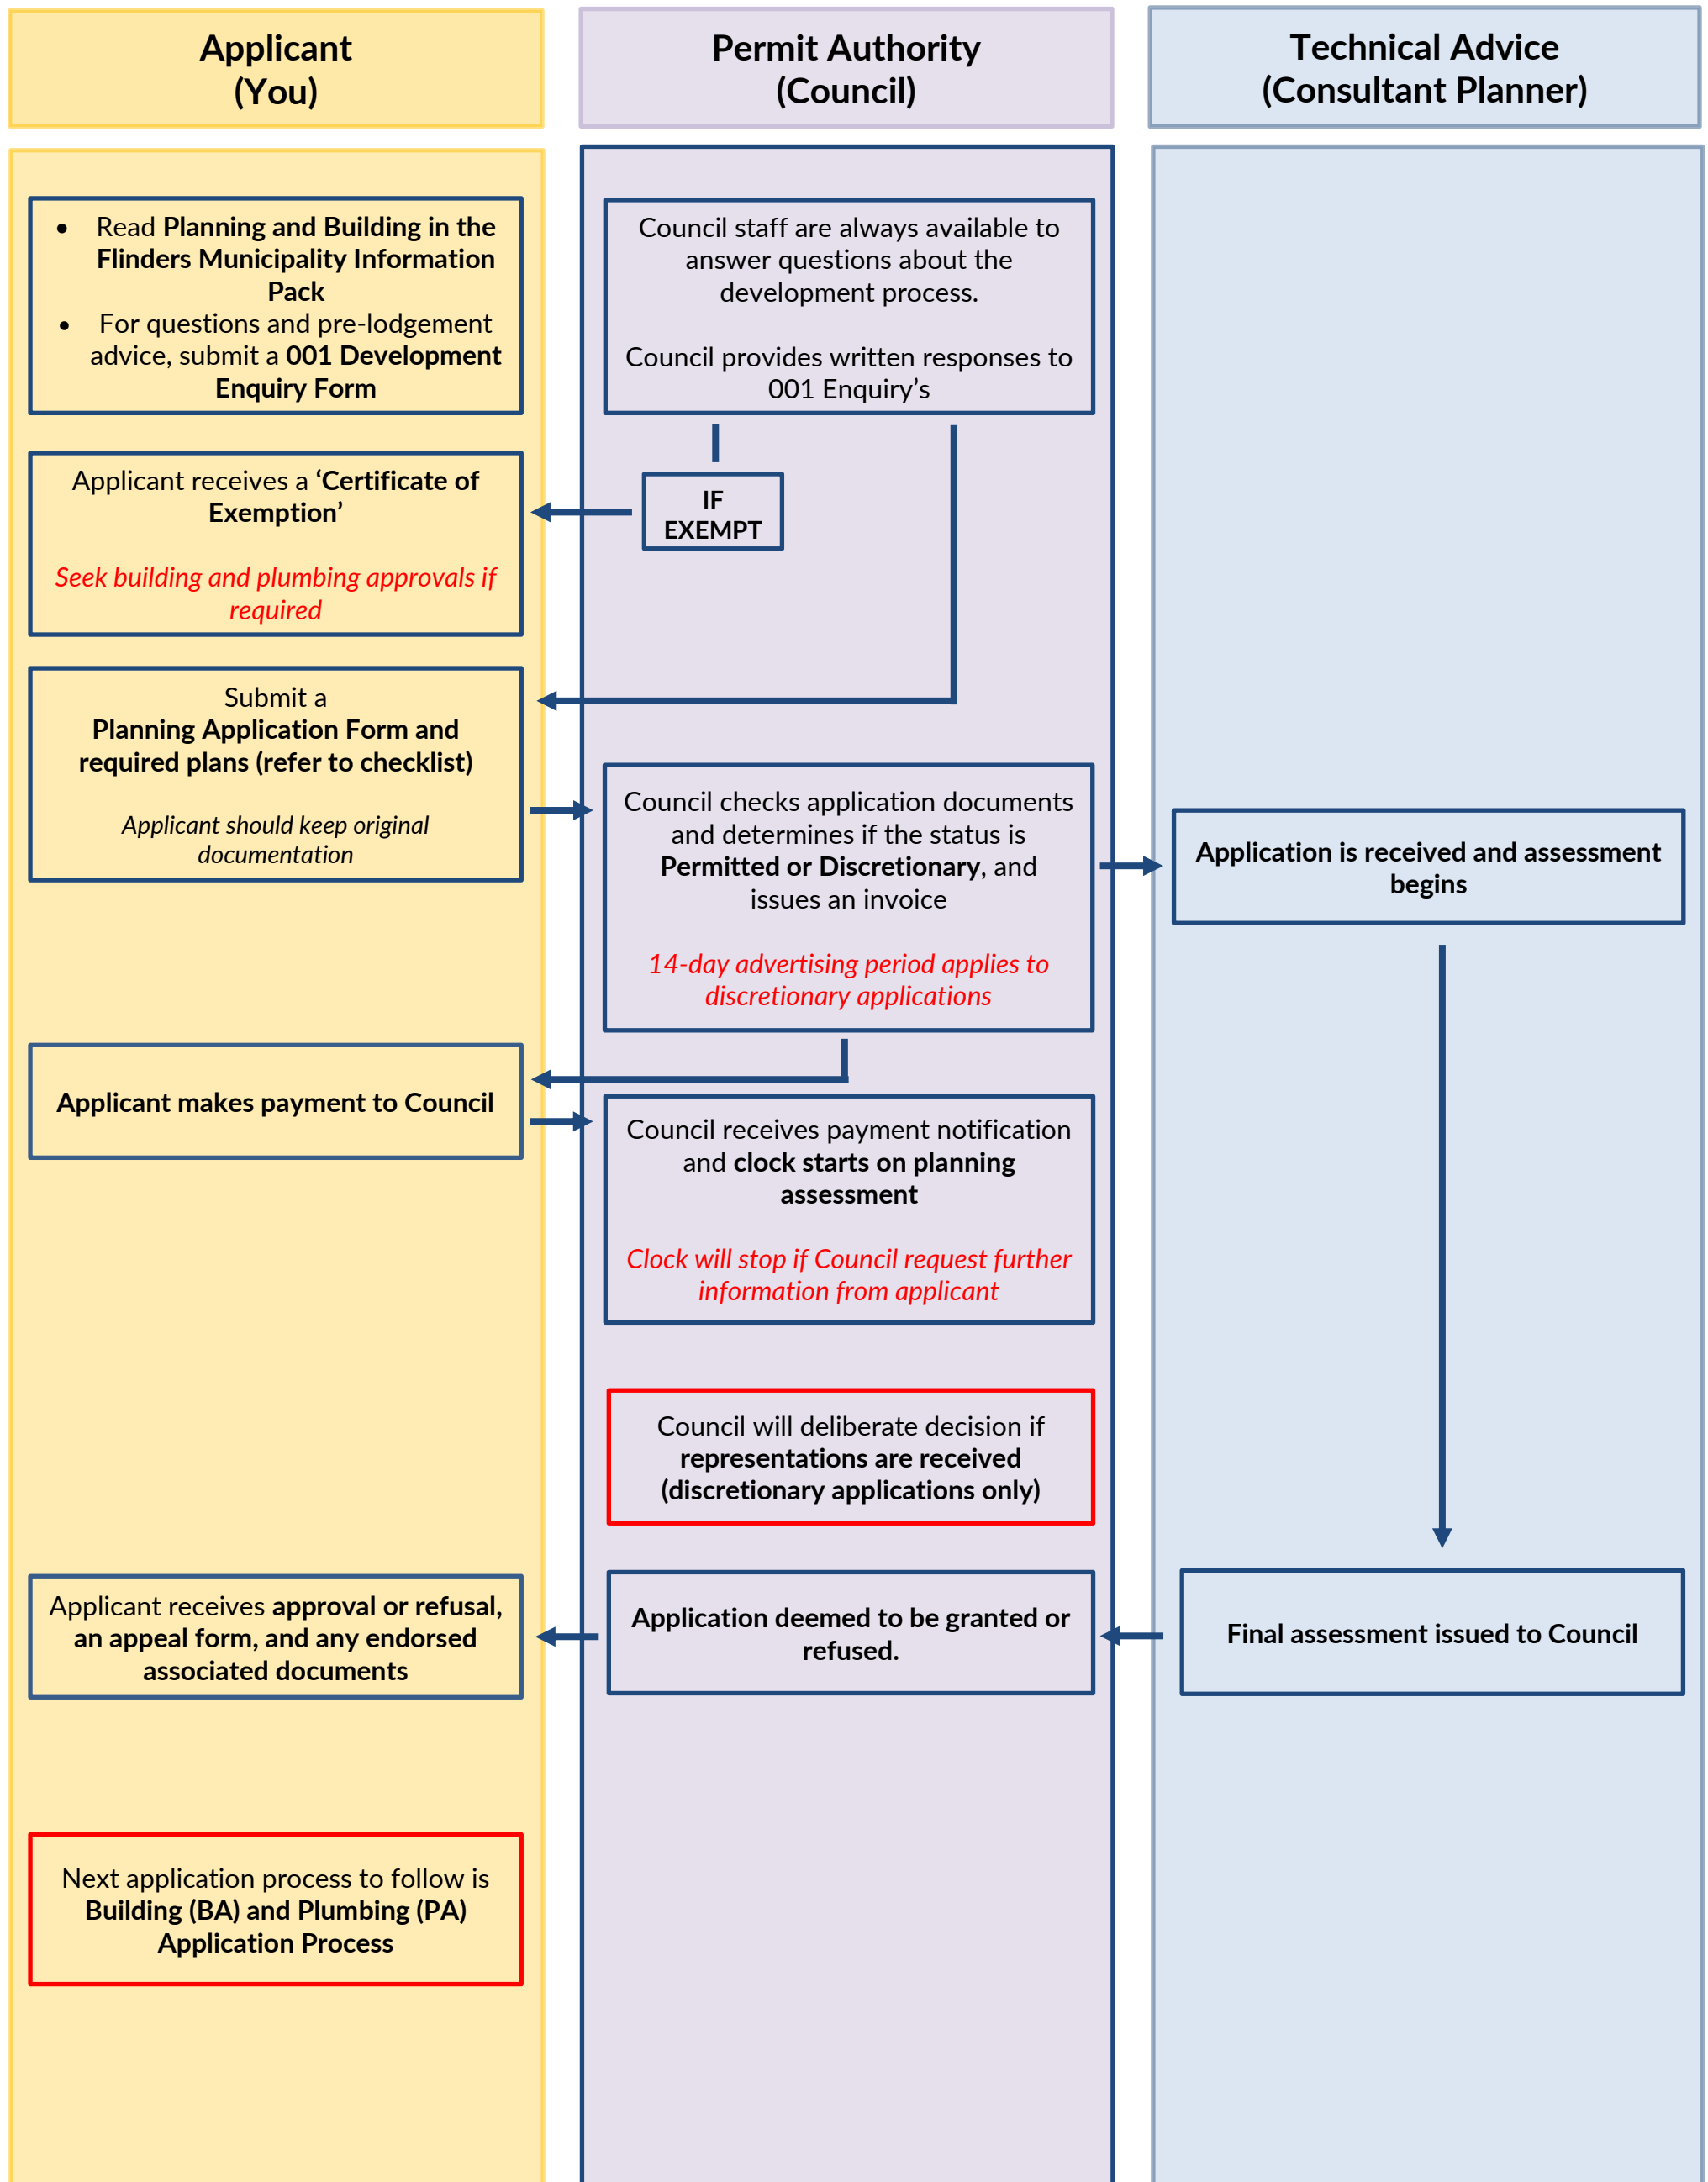 Applicant
(You)
Permit Authority
(Council)
Technical Advice
(Consultant Planner)
• Read Planning and Building in the
Flinders Municipality Information
Pack
• For questions and pre-lodgement
advice, submit a 001 Development
Enquiry Form
Council staff are always available to
answer questions about the
development process.
Council provides written responses to
001 Enquiry’s
IF
EXEMPT
Applicant receives a ‘Certificate of
Exemption’
Seek building and plumbing approvals if
required
Submit a
Planning Application Form and
required plans (refer to checklist)
Applicant should keep original
documentation
Council checks application documents
and determines if the status is
Permitted or Discretionary, and
issues an invoice
14-day advertising period applies to
discretionary applications
Application is received and assessment
begins
Applicant makes payment to Council
Council receives payment notification
and clock starts on planning
assessment
Clock will stop if Council request further
information from applicant
Council will deliberate decision if
representations are received
(discretionary applications only)
Applicant receives approval or refusal,
an appeal form, and any endorsed
associated documents
Application deemed to be granted or
refused.
Final assessment issued to Council
Next application process to follow is
Building (BA) and Plumbing (PA)
Application Process